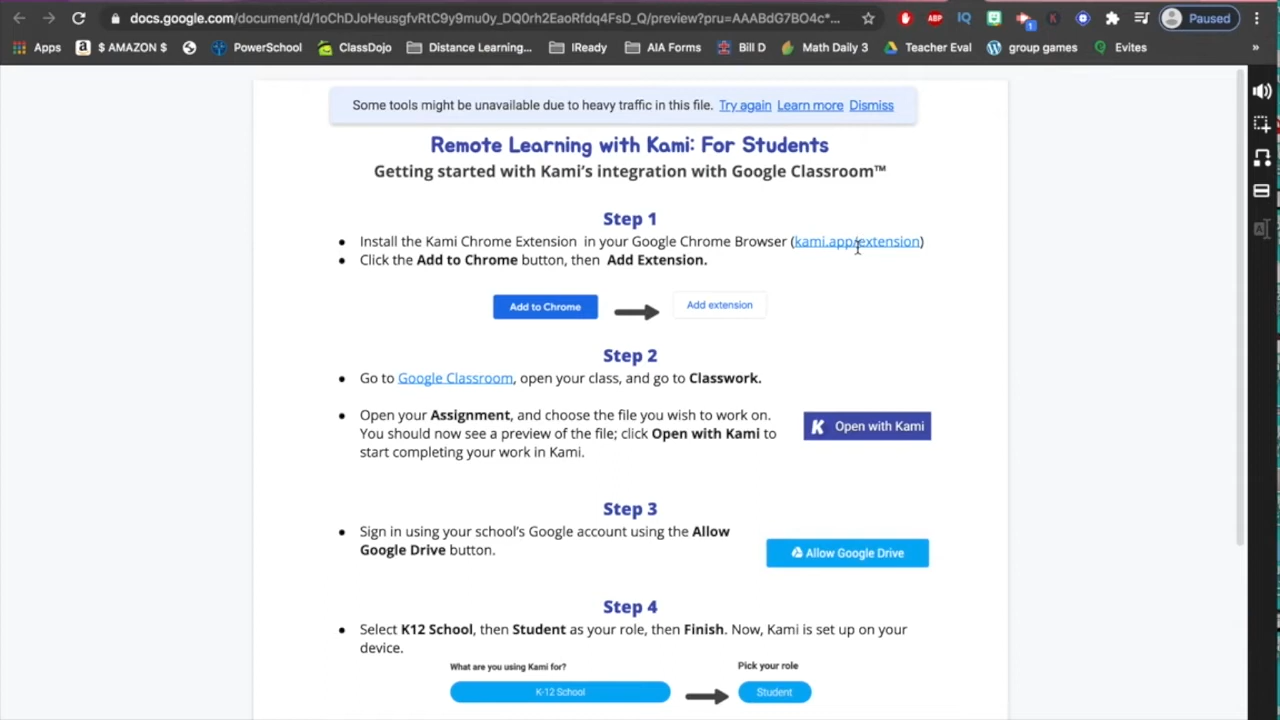 docs.google.com/document/d/1oChDJoHeusgfvRtC9y9mu0y_DQ0rh2EaoRfdq4FsD_Q/preview?pru=AAABdG7BO4c*...
ABP
IQ
1
K
Paused
Apps
a $ AMAZON $
PowerSchool
ClassDojo
Distance Learning...
IReady
AIA Forms
Bill D
Math Daily 3
Teacher Eval
group games
Evites
»
Some tools might be unavailable due to heavy traffic in this file. Try again Learn more Dismiss
Remote Learning with Kami: For Students
Getting started with Kami's integration with Google Classroom™
Step 1
● Install the Kami Chrome Extension in your Google Chrome Browser (kami.app/extension)
● Click the Add to Chrome button, then Add Extension.
Add to Chrome
Add extension
Step 2
● Go to Google Classroom, open your class, and go to Classwork.
● Open your Assignment, and choose the file you wish to work on.
You should now see a preview of the file; click Open with Kami to
start completing your work in Kami.
K Open with Kami
Step 3
● Sign in using your school's Google account using the Allow
Google Drive button.
Allow Google Drive
Step 4
● Select K12 School, then Student as your role, then Finish. Now, Kami is set up on your
device.
What are you using Kami for?
Pick your role
K-12 School
Student